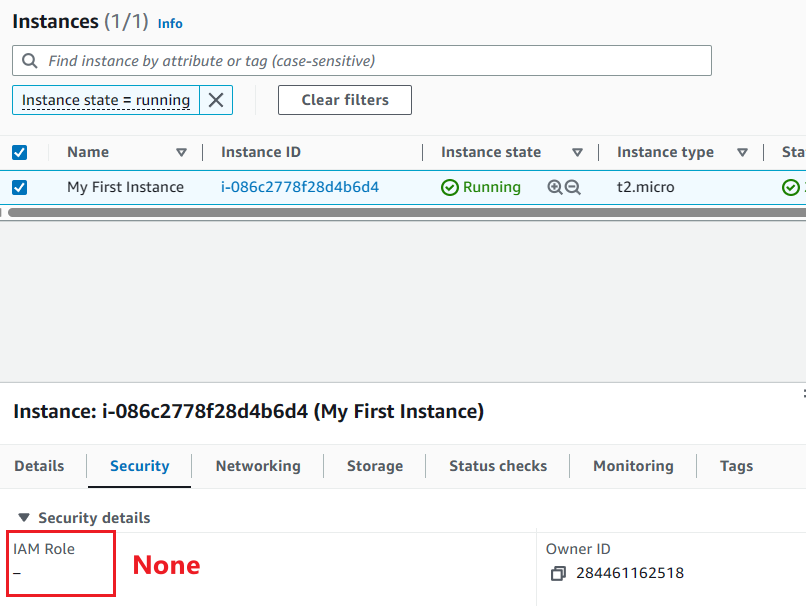 Instances (1/1) Info
Find instance by attribute or tag (case-sensitive)
Instance state = running Clear filters
Name Instance ID Instance state Instance type Sta
My First Instance i-086c2778f28d4b6d4 Running t2.micro
Instance: i-086c2778f28d4b6d4 (My First Instance)
Details Security Networking Storage Status checks Monitoring Tags
Security details
IAM Role Owner ID
– None 284461162518